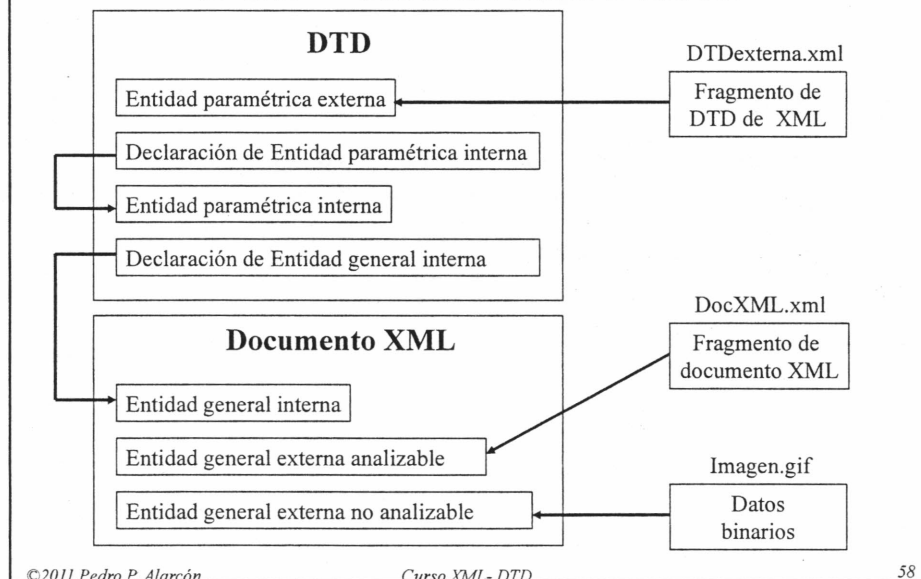 DTD
DTDexterna.xml
Entidad paramétrica externa
Fragmento de
DTD de XML
Declaración de Entidad paramétrica interna
Entidad paramétrica interna
Declaración de Entidad general interna
DocXML.xml
Documento XML
Fragmento de
documento XML
Entidad general interna
Entidad general externa analizable
Imagen.gif
Entidad general externa no analizable
Datos
binarios
©2011 Pedro P. Alarcón
Curso XML- DTD
58